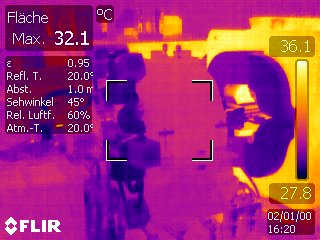 Fläche °C
Max. 32.1
ε 0.95
Refl. T. 20.0°
Abst. 1.0 m
Sehwinkel 45°
Rel. Luftf. 60%
Atm.-T. 20.0°
36.1
27.8
02/01/00
16:20
FLIR